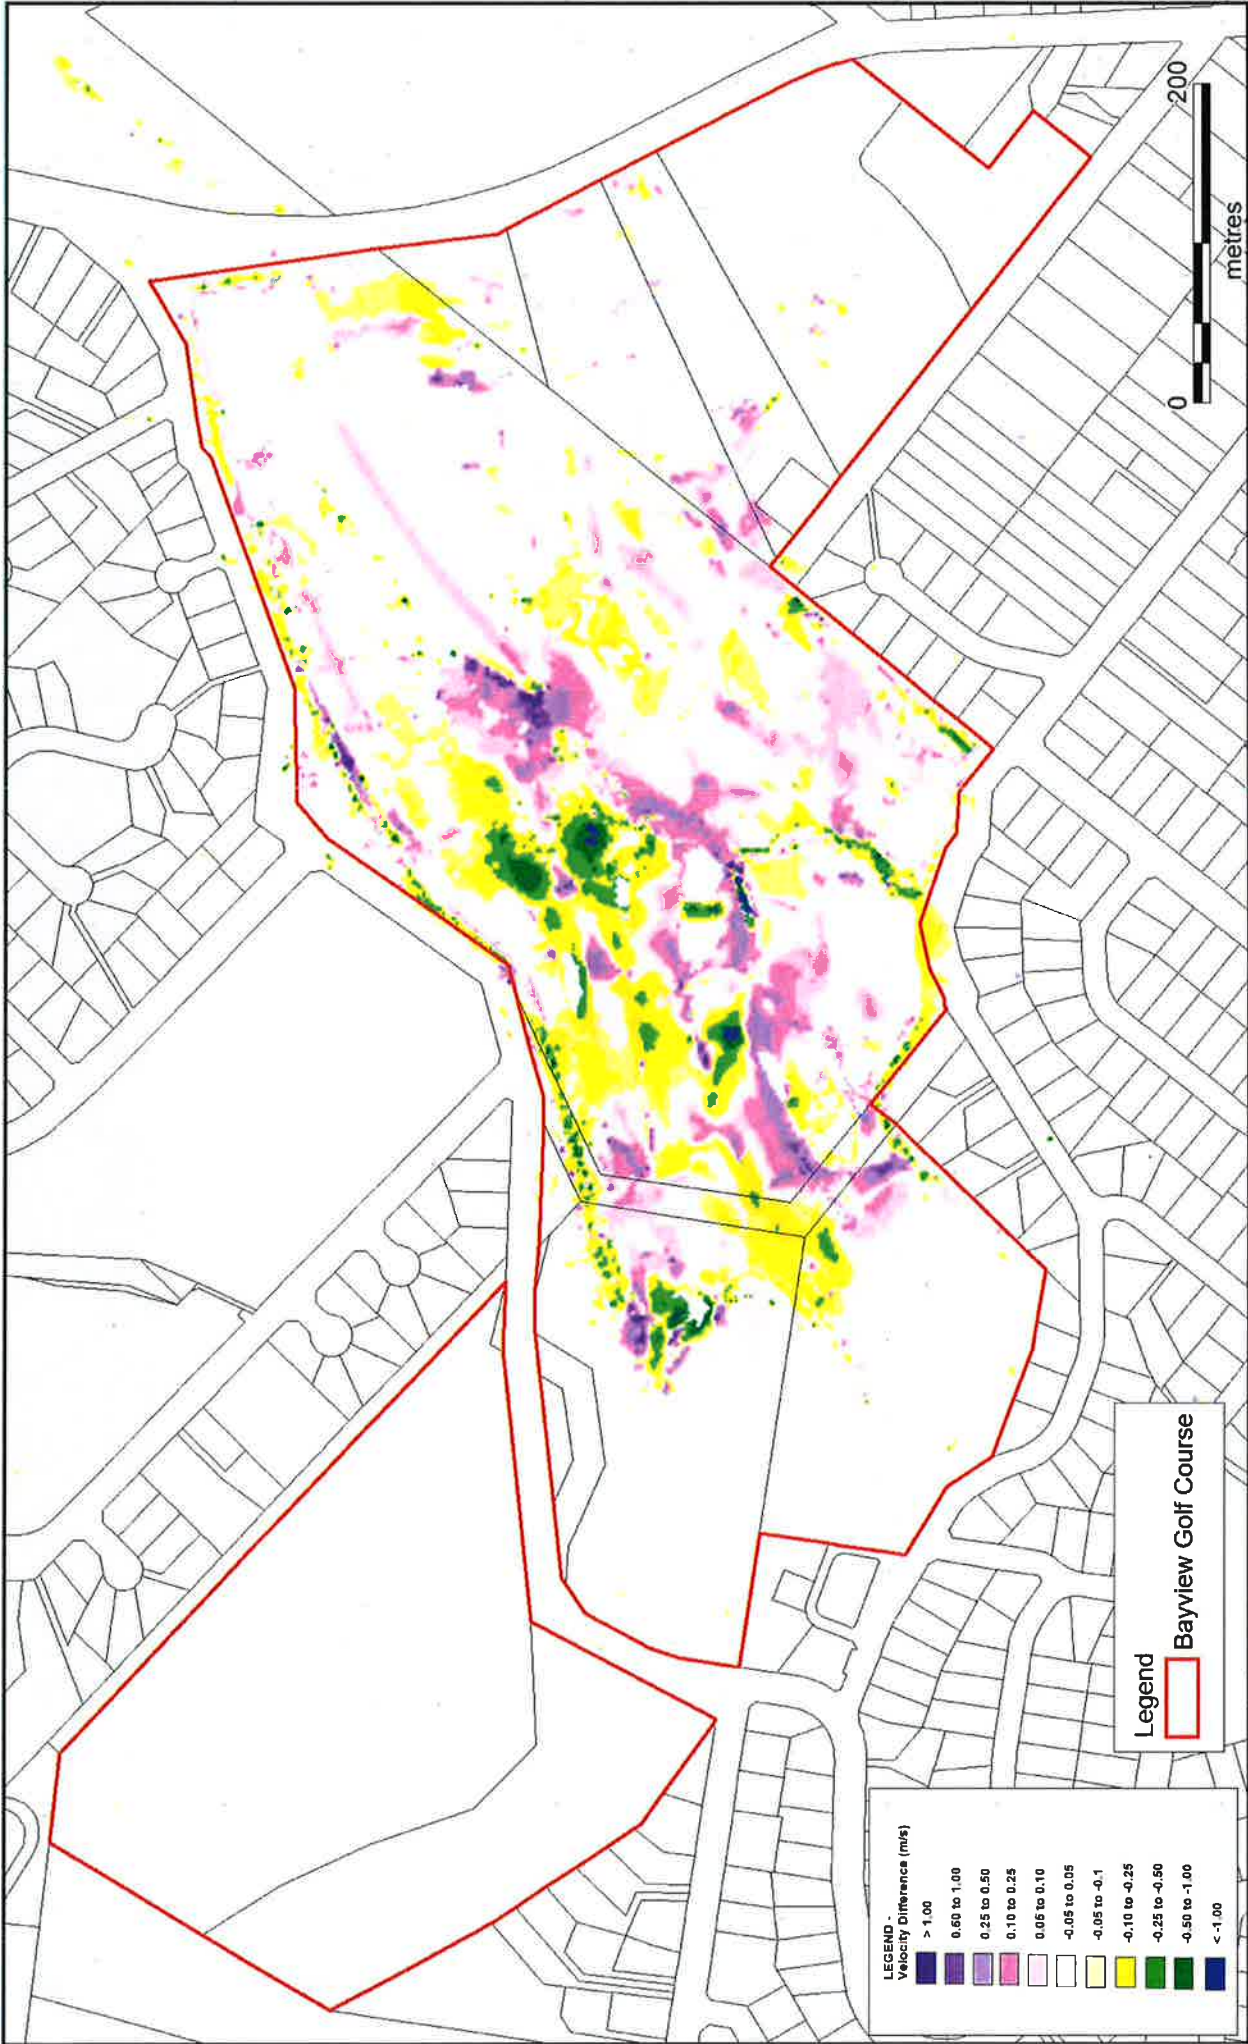 0
200
metres
Legend
Bayview Golf Course
LEGEND -
Velocity Difference (m/s)
> 1.00
0.50 to 1.00
0.25 to 0.50
0.10 to 0.25
0.05 to 0.10
-0.05 to 0.05
-0.05 to -0.1
-0.10 to -0.25
-0.25 to -0.50
-0.50 to -1.00
< -1.00